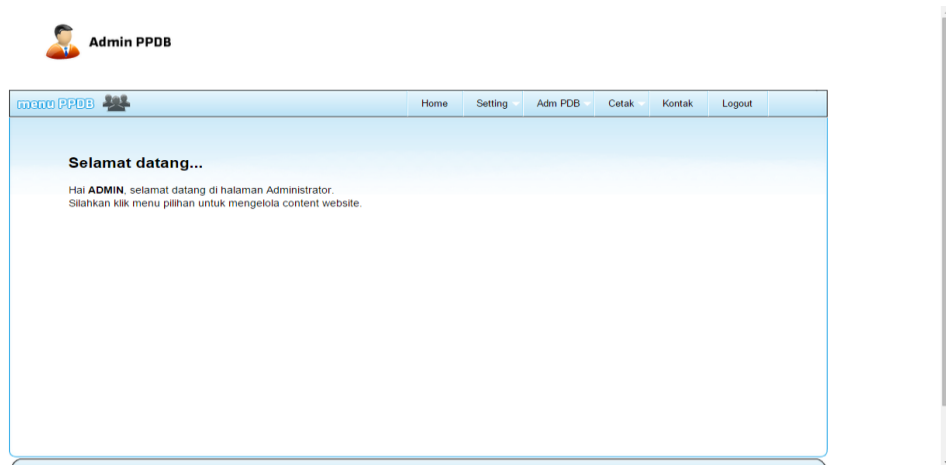 Admin PPDB
menu PPDB Home Setting Adm PDB Cetak Kontak Logout
Selamat datang...
Hai ADMIN, selamat datang di halaman Administrator.
Silahkan klik menu pilihan untuk mengelola content website.